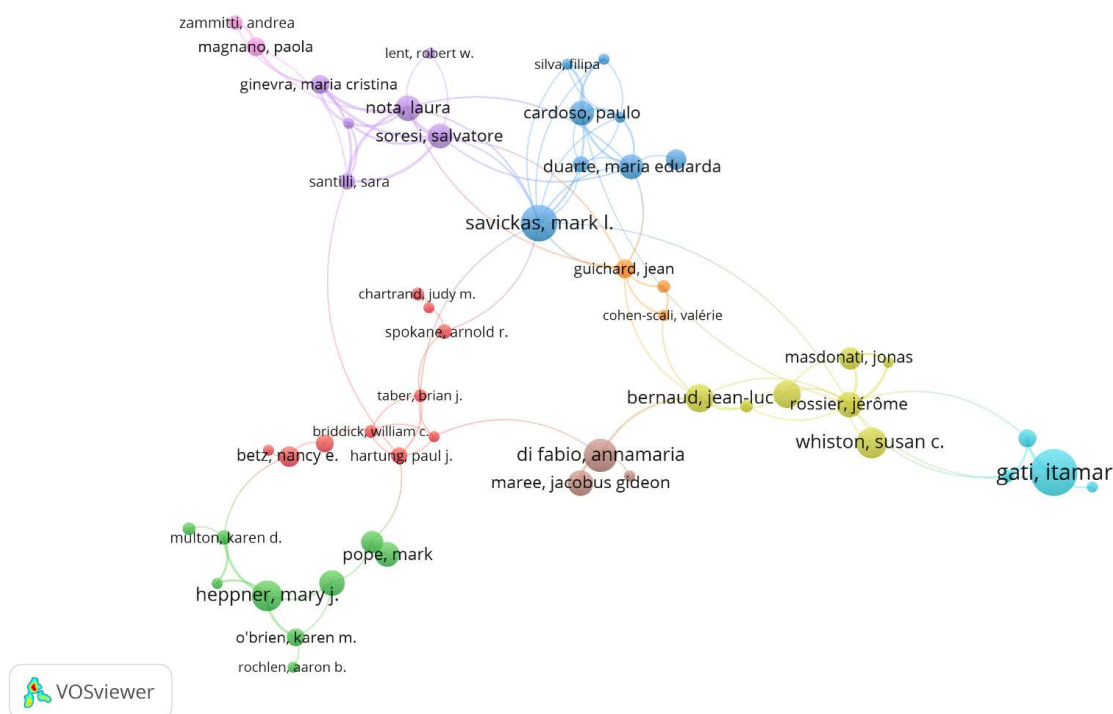 zammitti, andrea
magnano, paola
lent, robert w.
silva, filipa
ginevra, maria cristina
nota, laura
cardoso, paulo
soresi, salvatore
duarte, maria eduarda
santilli, sara
savickas, mark l.
guichard, jean
chartrand, judy m.
cohen-scali, valérie
spokane, arnold r.
masdonati, jonas
taber, brian j.
bernaud, jean-luc
rossier, jérôme
briddick, william c.
whiston, susan c.
betz, nancy e.
hartung, paul j.
di fabio, annamaria
gati, itamar
maree, jacobus gideon
multon, karen d.
pope, mark
heppner, mary j.
o'brien, karen m.
rochlen, aaron b.
VOSviewer